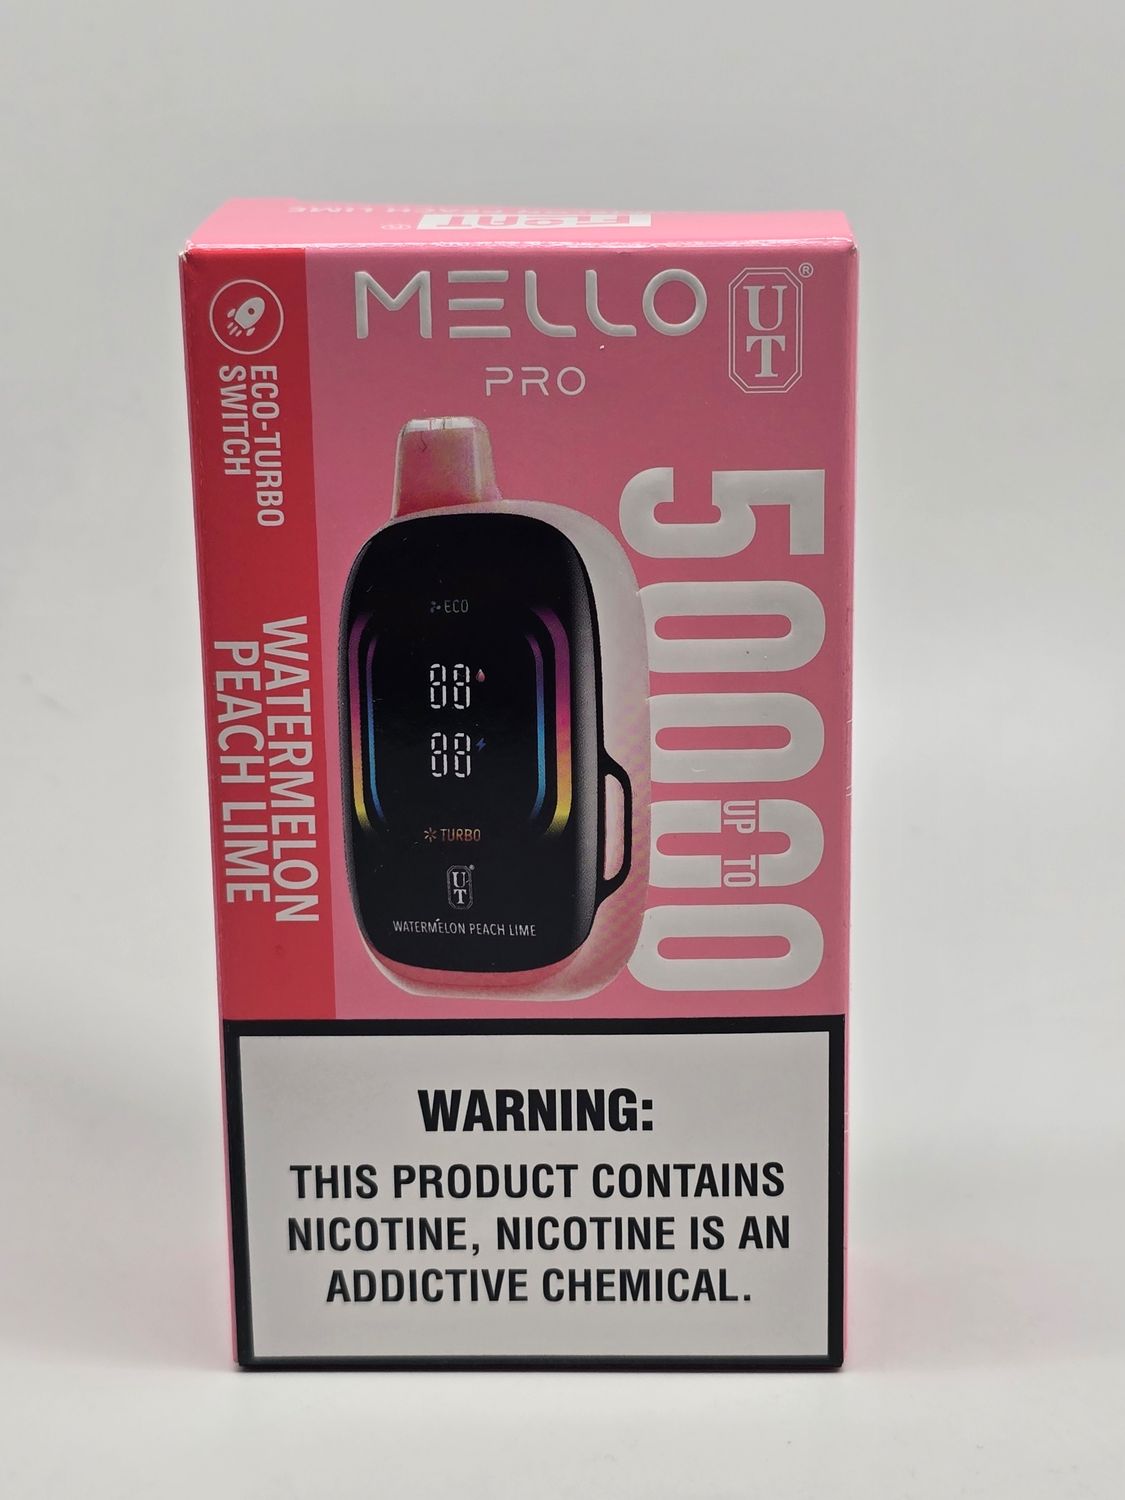 MELLO
PRO
UT
®
ECO-TURBO
SWITCH
WATERMELON
PEACH LIME
50000
UP TO
ECO
88
88
TURBO
UT
WATERMELON PEACH LIME
WARNING:
THIS PRODUCT CONTAINS
NICOTINE, NICOTINE IS AN
ADDICTIVE CHEMICAL.